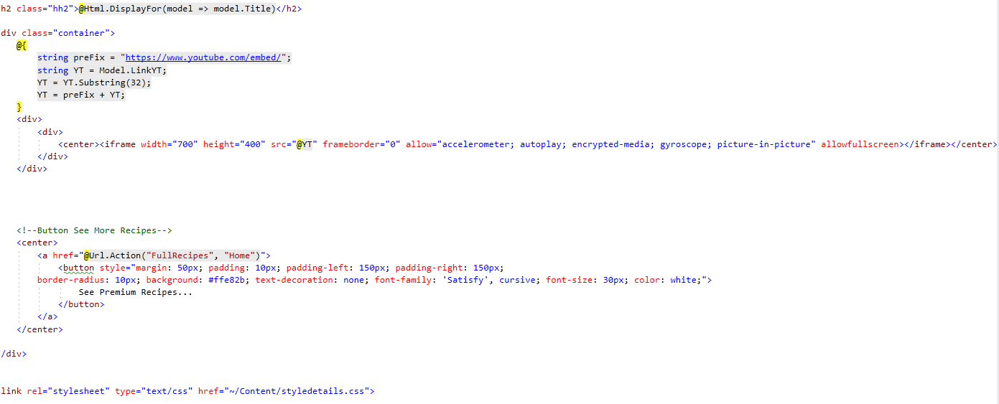 h2 class="hh2">@Html.DisplayFor(model => model.Title)</h2>
div class="container">
@{
string preFix = "https://www.youtube.com/embed/";
string YT = Model.LinkYT;
YT = YT.Substring(32);
YT = preFix + YT;
}
<div>
<div>
<center><iframe width="700" height="400" src="@YT" frameborder="0" allow="accelerometer; autoplay; encrypted-media; gyroscope; picture-in-picture" allowfullscreen></iframe></center>
</div>
</div>
<!--Button See More Recipes-->
<center>
<a href="@Url.Action("FullRecipes", "Home")">
<button style="margin: 50px; padding: 10px; padding-left: 150px; padding-right: 150px;
border-radius: 10px; background: #ffe82b; text-decoration: none; font-family: 'Satisfy', cursive; font-size: 30px; color: white;">
See Premium Recipes...
</button>
</a>
</center>
/div>
link rel="stylesheet" type="text/css" href="~/Content/styledetails.css">